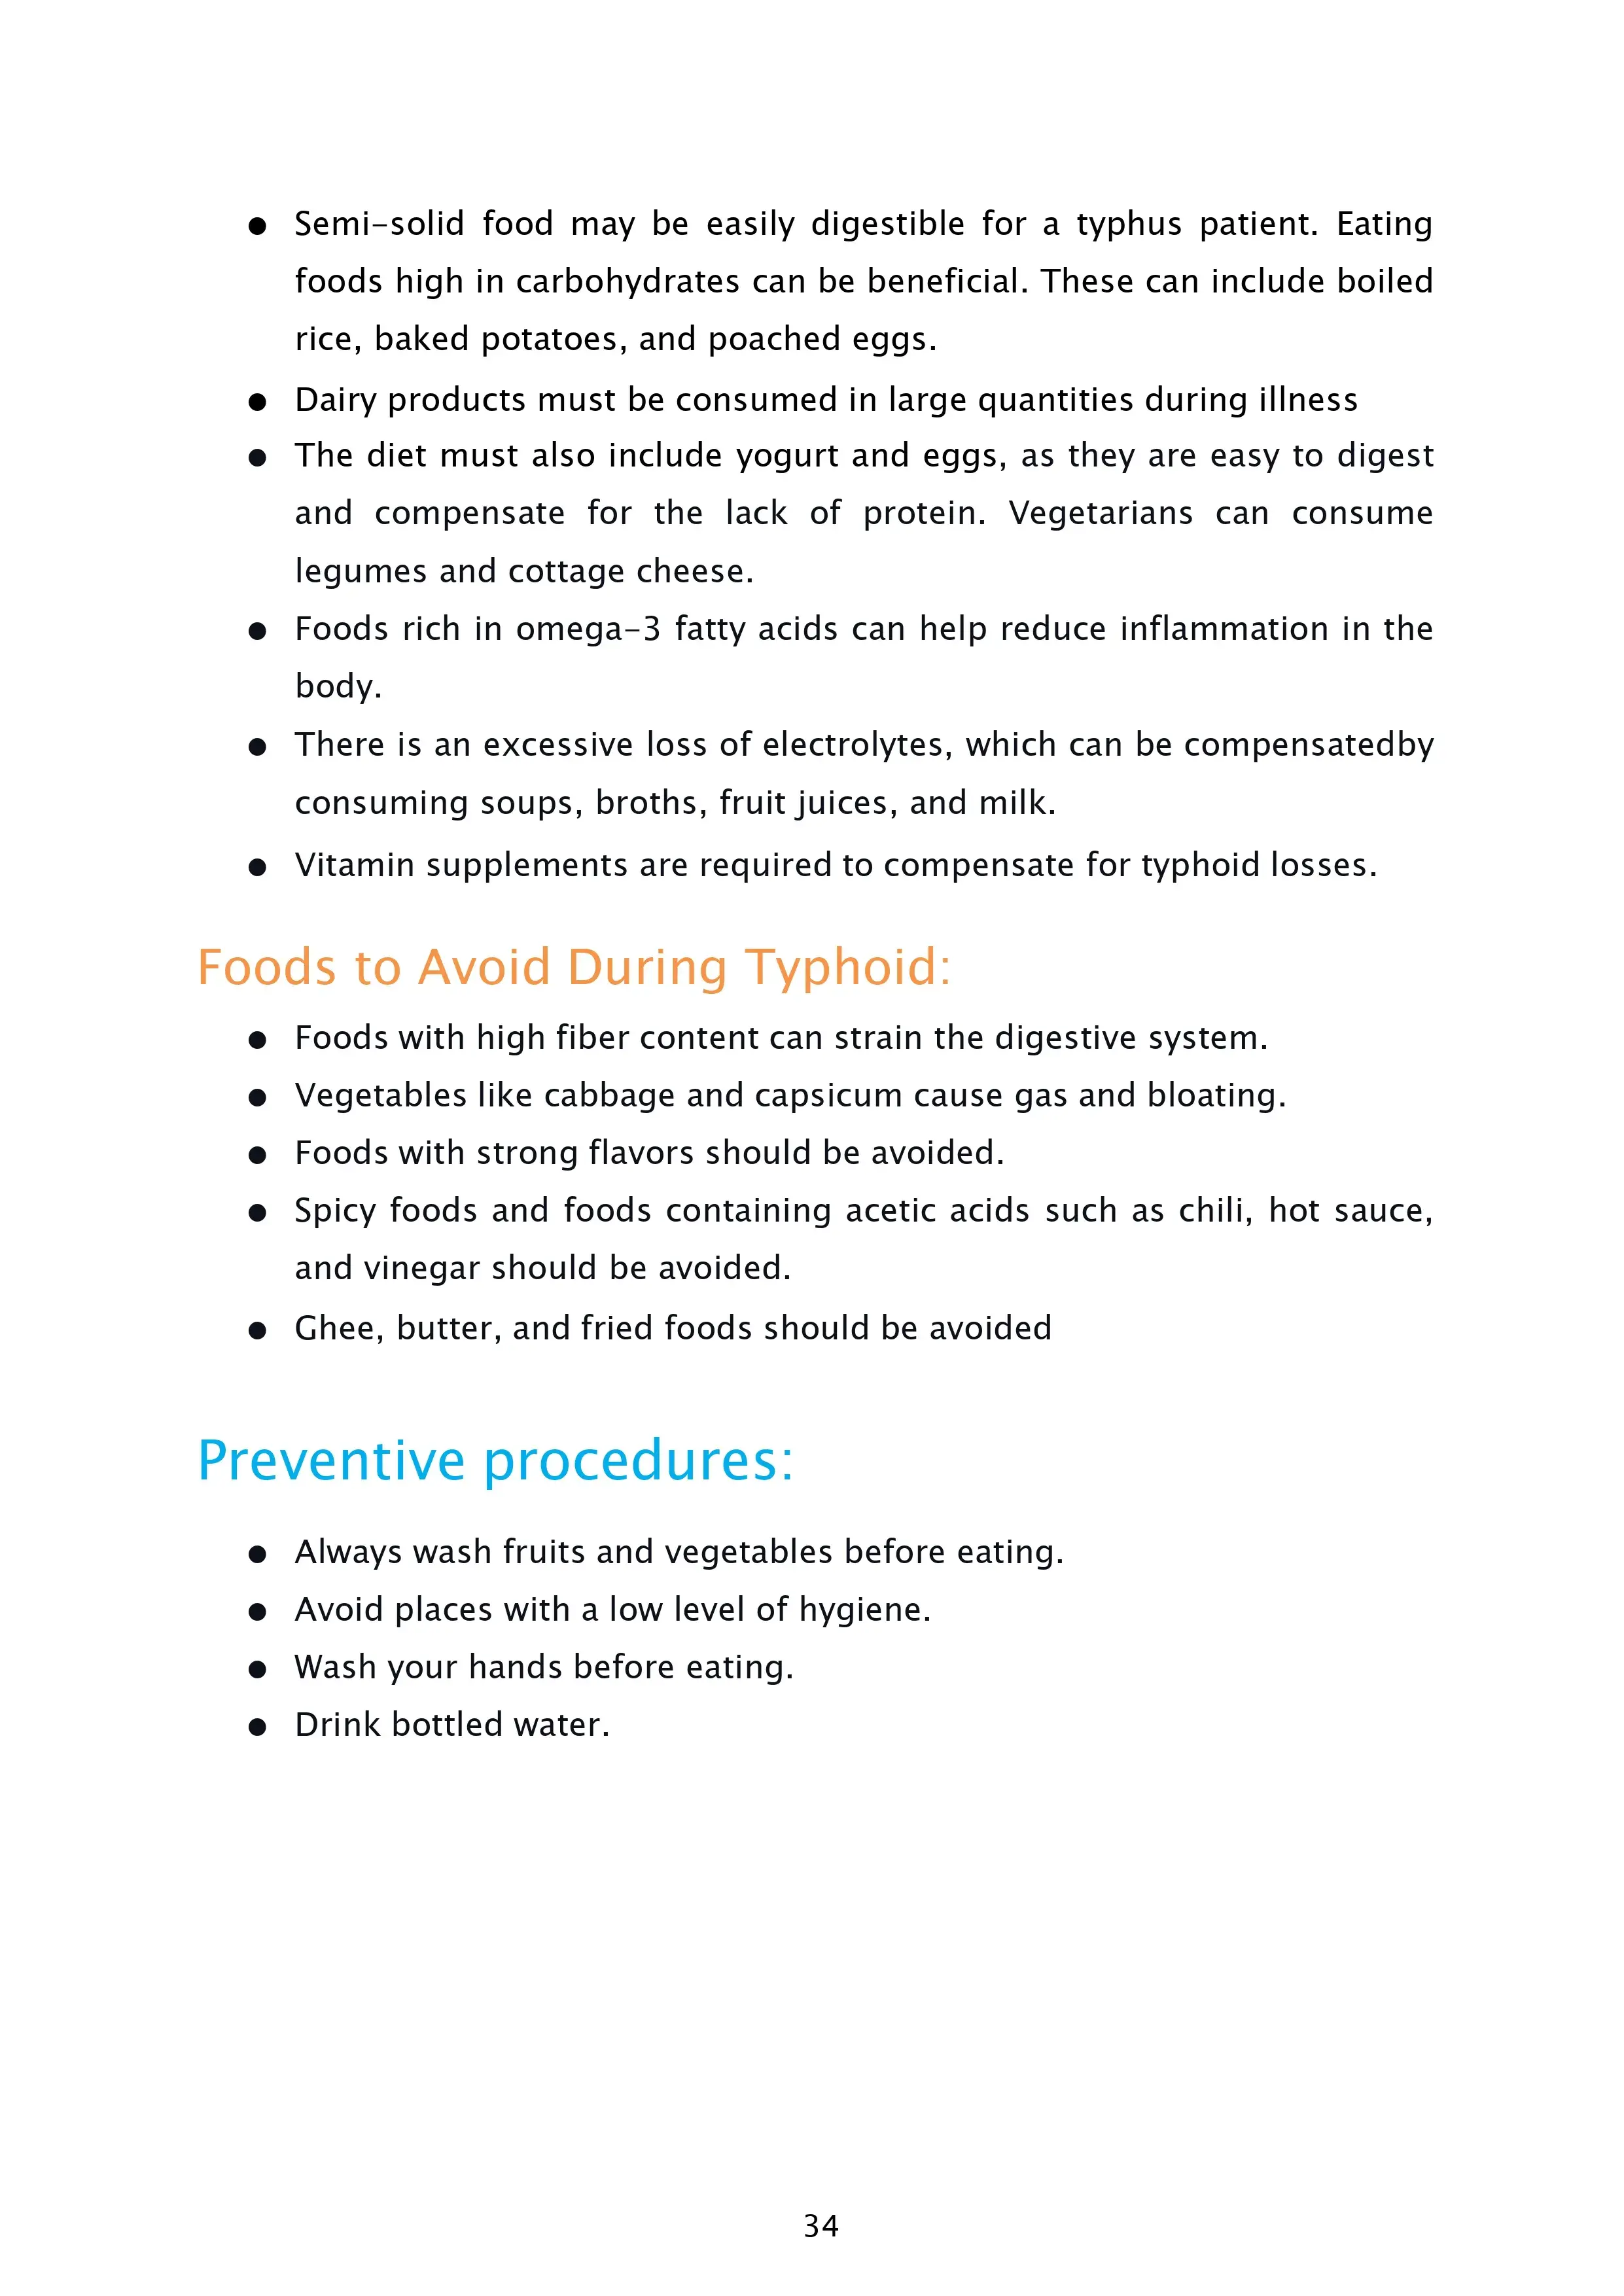 ● Semi-solid food may be easily digestible for a typhus patient. Eating
foods high in carbohydrates can be beneficial. These can include boiled
rice, baked potatoes, and poached eggs.
● Dairy products must be consumed in large quantities during illness
● The diet must also include yogurt and eggs, as they are easy to digest
and compensate for the lack of protein. Vegetarians can consume
legumes and cottage cheese.
● Foods rich in omega-3 fatty acids can help reduce inflammation in the
body.
● There is an excessive loss of electrolytes, which can be compensatedby
consuming soups, broths, fruit juices, and milk.
● Vitamin supplements are required to compensate for typhoid losses.
Foods to Avoid During Typhoid:
● Foods with high fiber content can strain the digestive system.
● Vegetables like cabbage and capsicum cause gas and bloating.
● Foods with strong flavors should be avoided.
● Spicy foods and foods containing acetic acids such as chili, hot sauce,
and vinegar should be avoided.
● Ghee, butter, and fried foods should be avoided
Preventive procedures:
● Always wash fruits and vegetables before eating.
● Avoid places with a low level of hygiene.
● Wash your hands before eating.
● Drink bottled water.
34